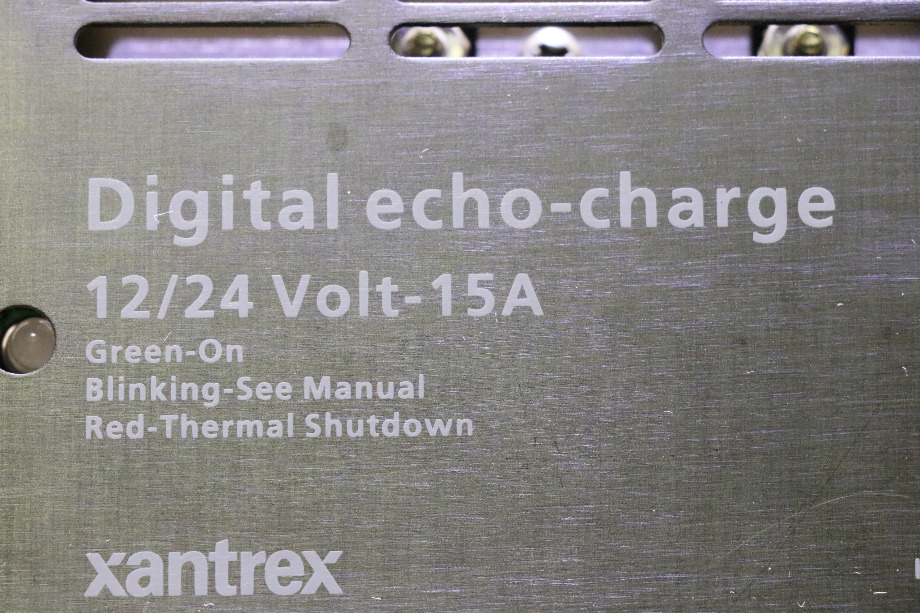 Digital echo-charge
12/24 Volt-15A
Green-On
Blinking-See Manual
Red-Thermal Shutdown
xantrex